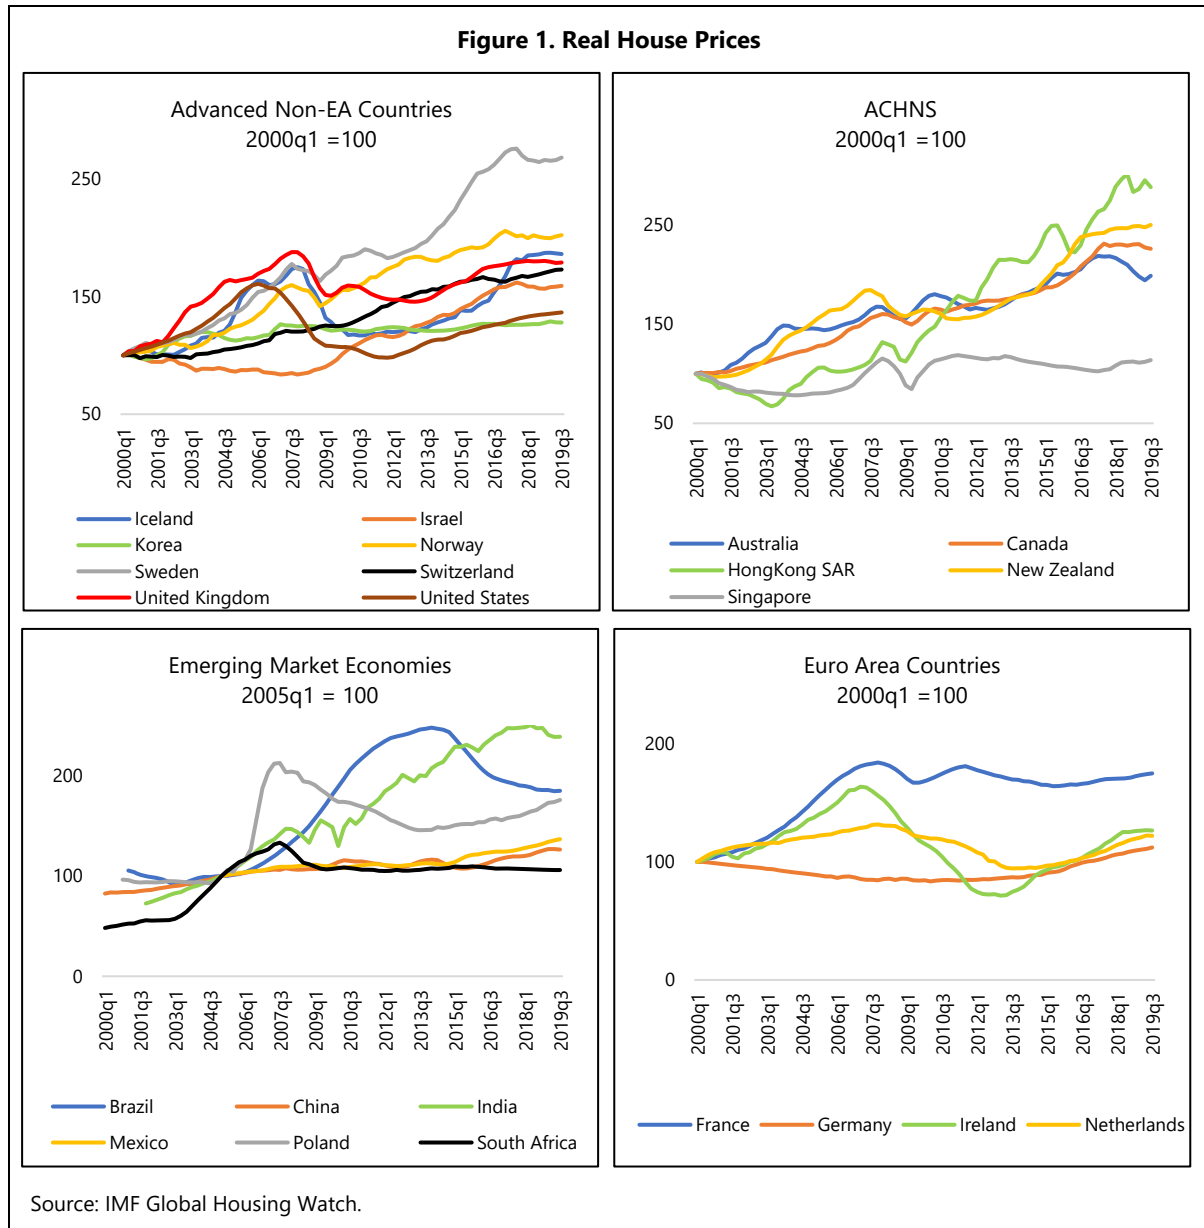 Figure 1. Real House Prices
Advanced Non-EA Countries
2000q1 =100
250
150
50
2000q1
2001q3
2003q1
2004q3
2006q1
2007q3
2009q1
2010q3
2012q1
2013q3
2015q1
2016q3
2018q1
2019q3
Iceland
Israel
Korea
Norway
Sweden
Switzerland
United Kingdom
United States
ACHNS
2000q1 =100
250
150
50
2000q1
2001q3
2003q1
2004q3
2006q1
2007q3
2009q1
2010q3
2012q1
2013q3
2015q1
2016q3
2018q1
2019q3
Australia
Canada
HongKong SAR
New Zealand
Singapore
Emerging Market Economies
2005q1 = 100
200
100
0
2000q1
2001q3
2003q1
2004q3
2006q1
2007q3
2009q1
2010q3
2012q1
2013q3
2015q1
2016q3
2018q1
2019q3
Brazil
China
India
Mexico
Poland
South Africa
Euro Area Countries
2000q1 =100
200
100
0
2000q1
2001q3
2003q1
2004q3
2006q1
2007q3
2009q1
2010q3
2012q1
2013q3
2015q1
2016q3
2018q1
2019q3
France
Germany
Ireland
Netherlands
Source: IMF Global Housing Watch.